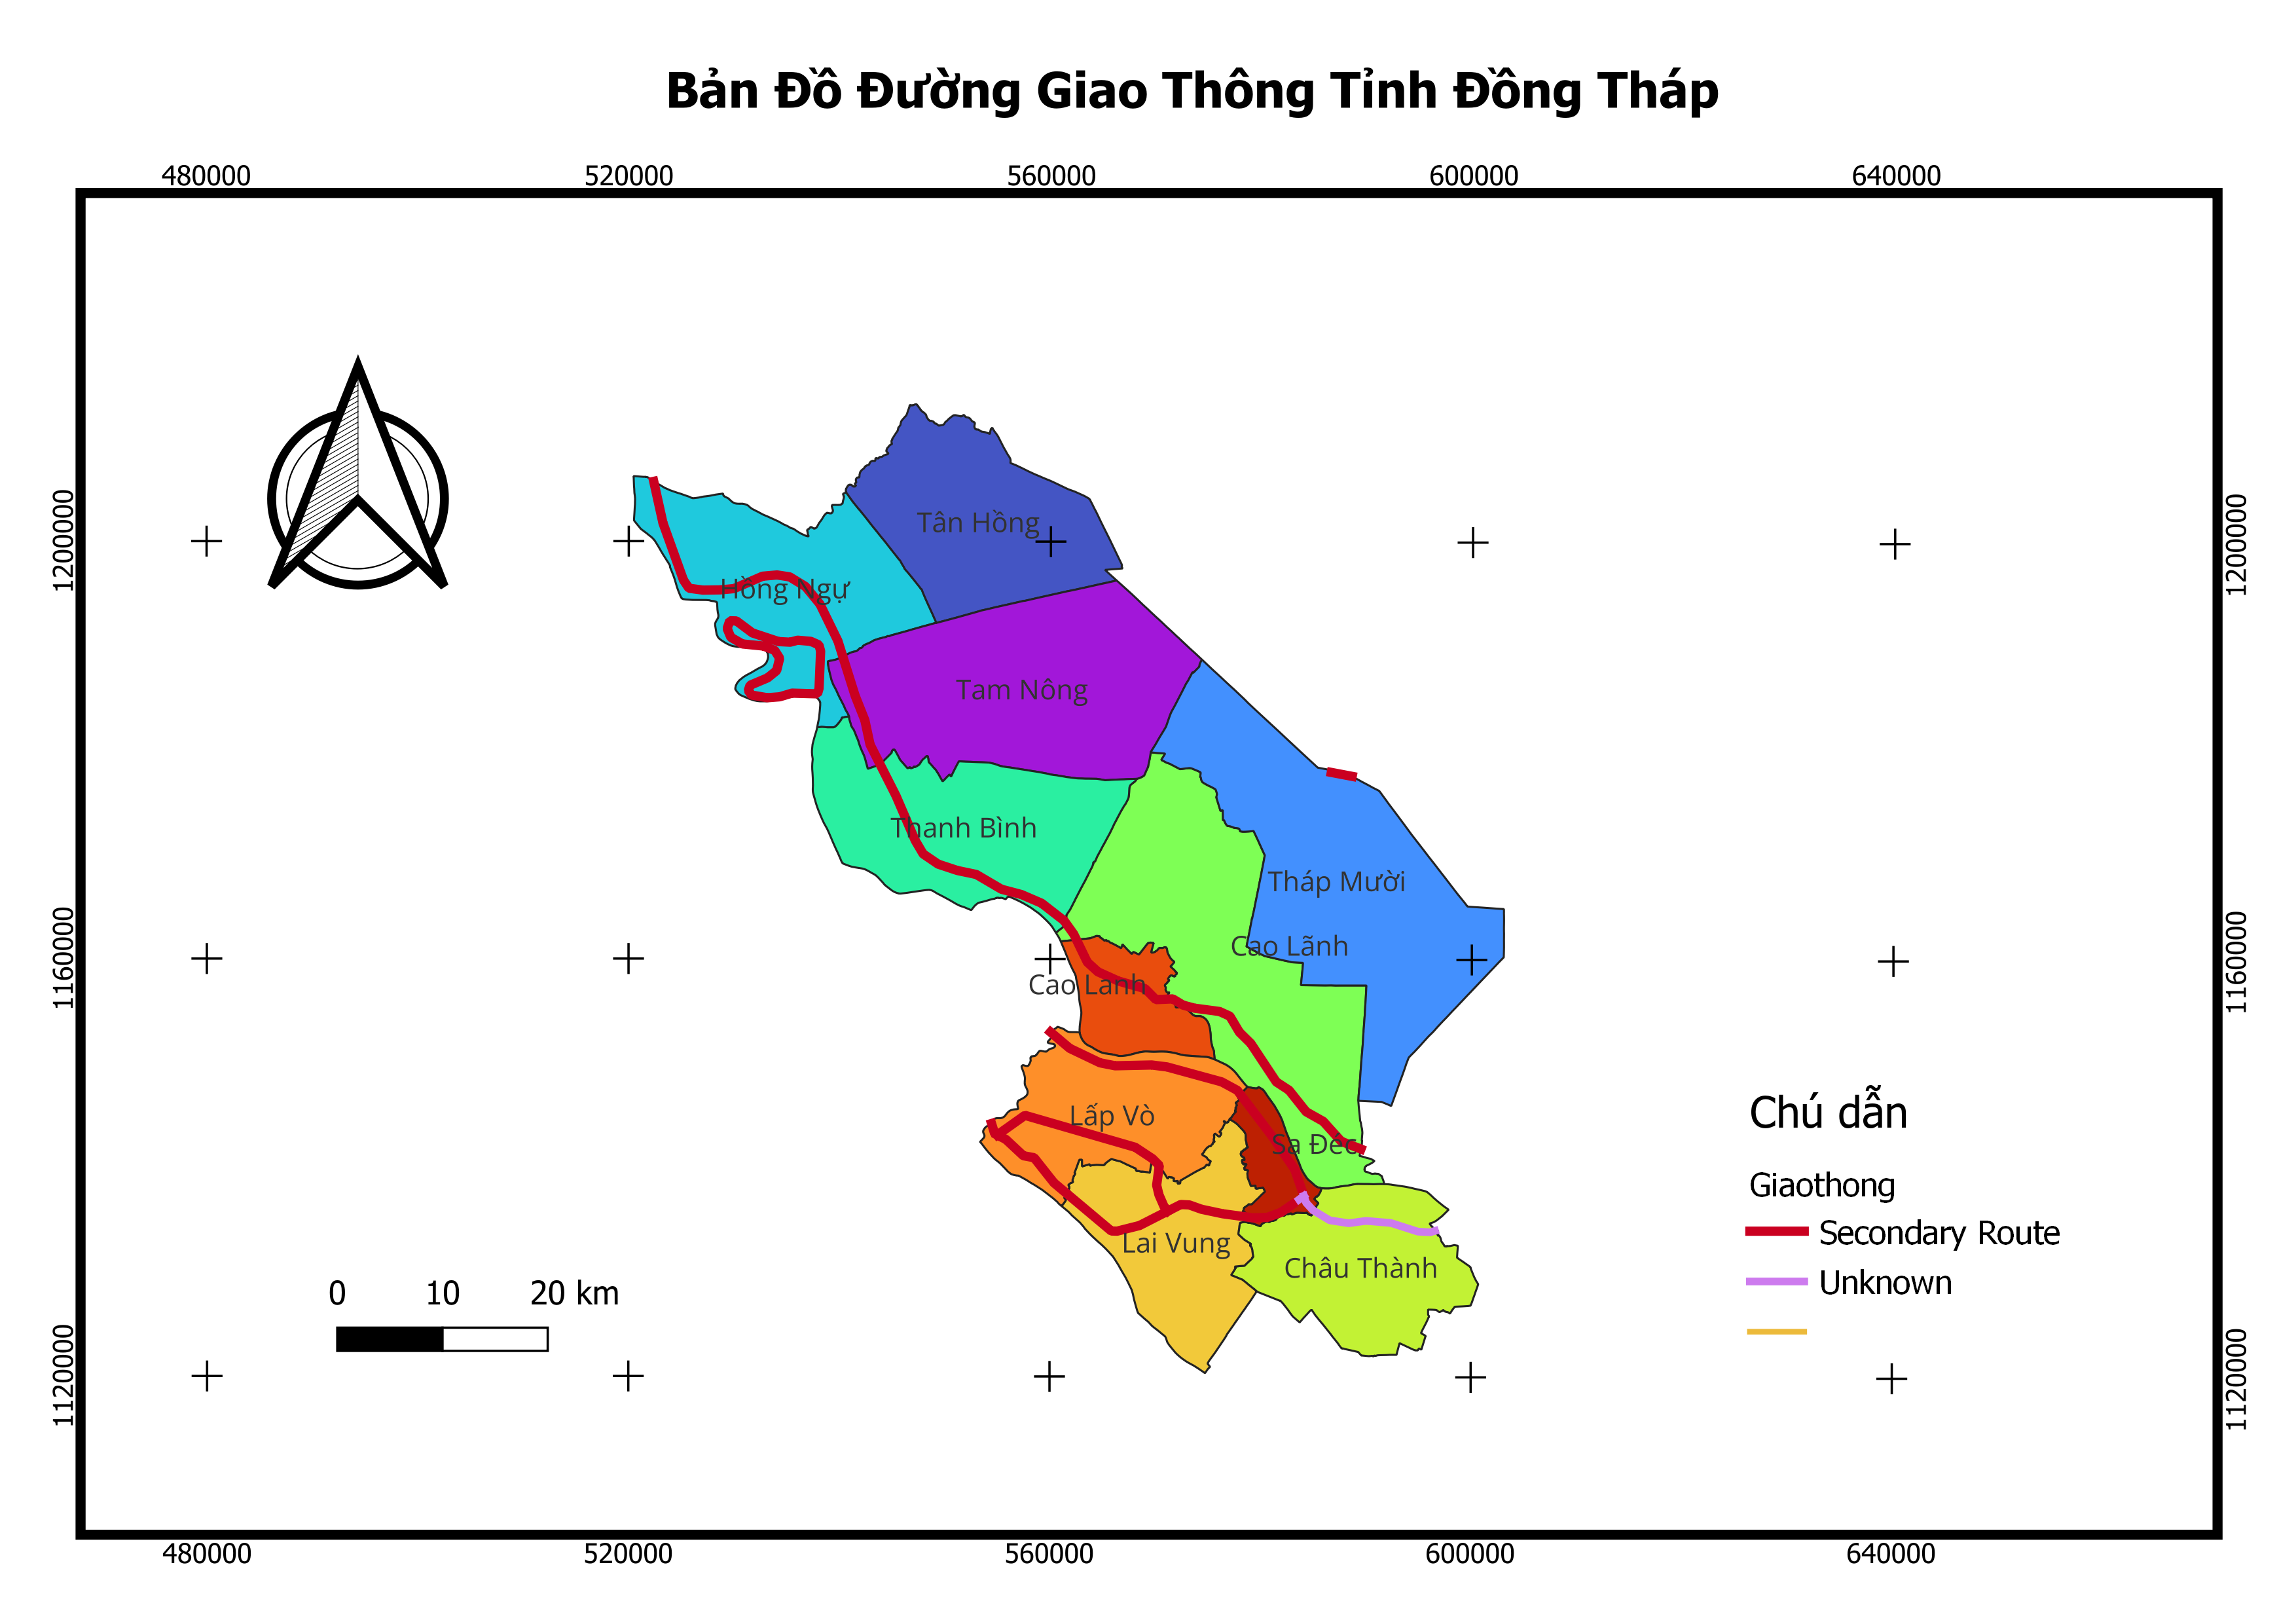 Bản Đồ Đường Giao Thông Tỉnh Đồng Tháp
480000 520000 560000 600000 640000
1200000 1200000
Tân Hồng
Hồng Ngự
Tam Nông
Thanh Bình
Tháp Mười
1160000 1160000
Cao Lãnh
Cao Lãnh
Lấp Vò
Sa Đéc
Lai Vung
Châu Thành
Chú dẫn
Giaothong
Secondary Route
Unknown
0 10 20 km
1120000 1120000
480000 520000 560000 600000 640000